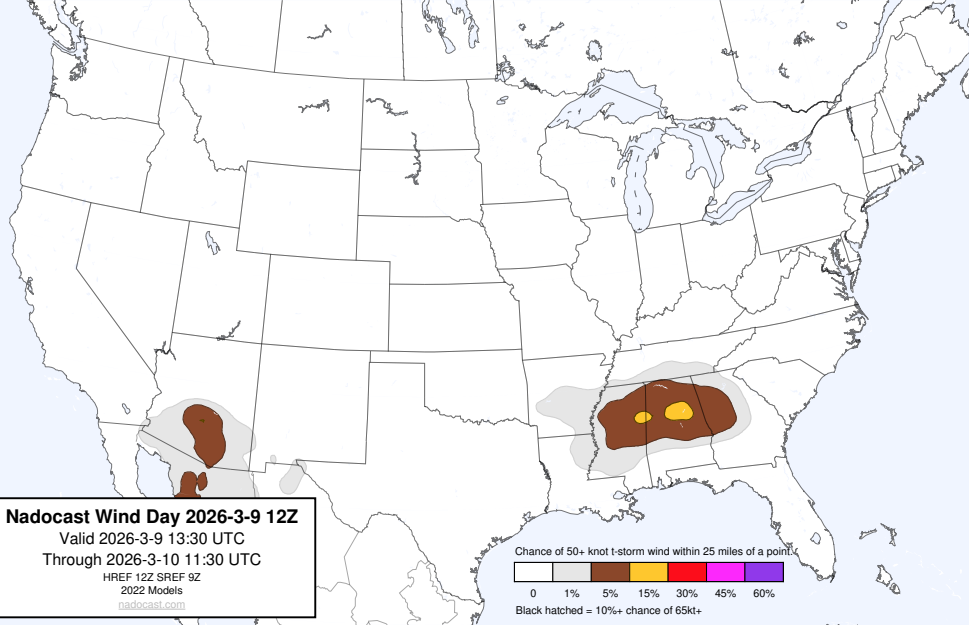 Nadocast Wind Day 2026-3-9 12Z
Valid 2026-3-9 13:30 UTC
Through 2026-3-10 11:30 UTC
HREF 12Z SREF 9Z
2022 Models
nadocast.com
Chance of 50+ knot t-storm wind within 25 miles of a point.
0 1% 5% 15% 30% 45% 60%
Black hatched = 10%+ chance of 65kt+